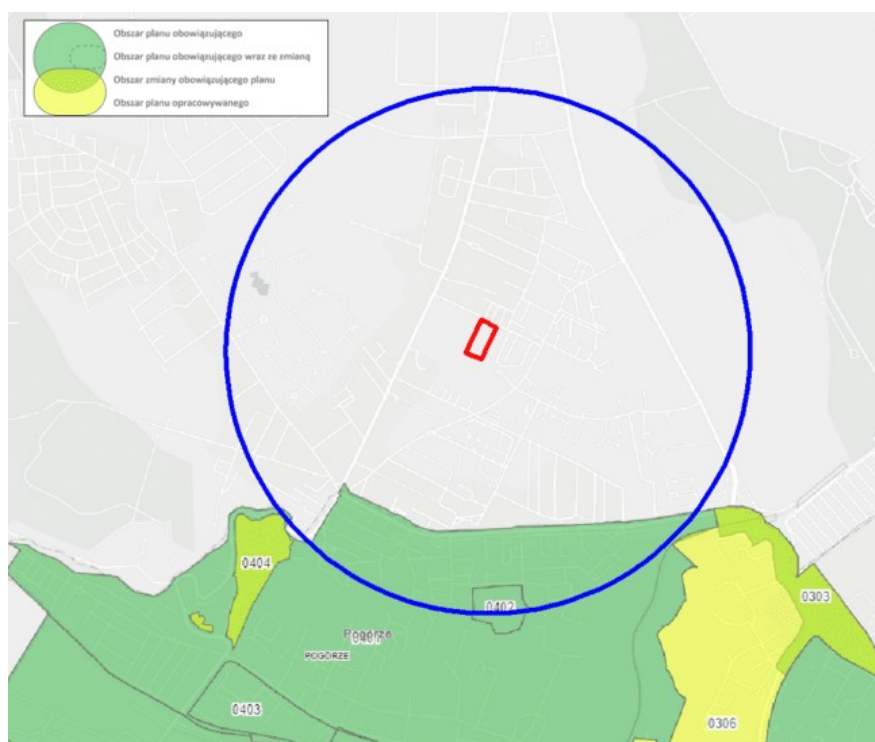 Obszar planu obowiązującego
Obszar planu obowiązującego wraz ze zmianą
Obszar zmiany obowiązującego planu
Obszar planu opracowywanego
0404
0402
0303
Pogórze
POGÓRZE
0403
0306